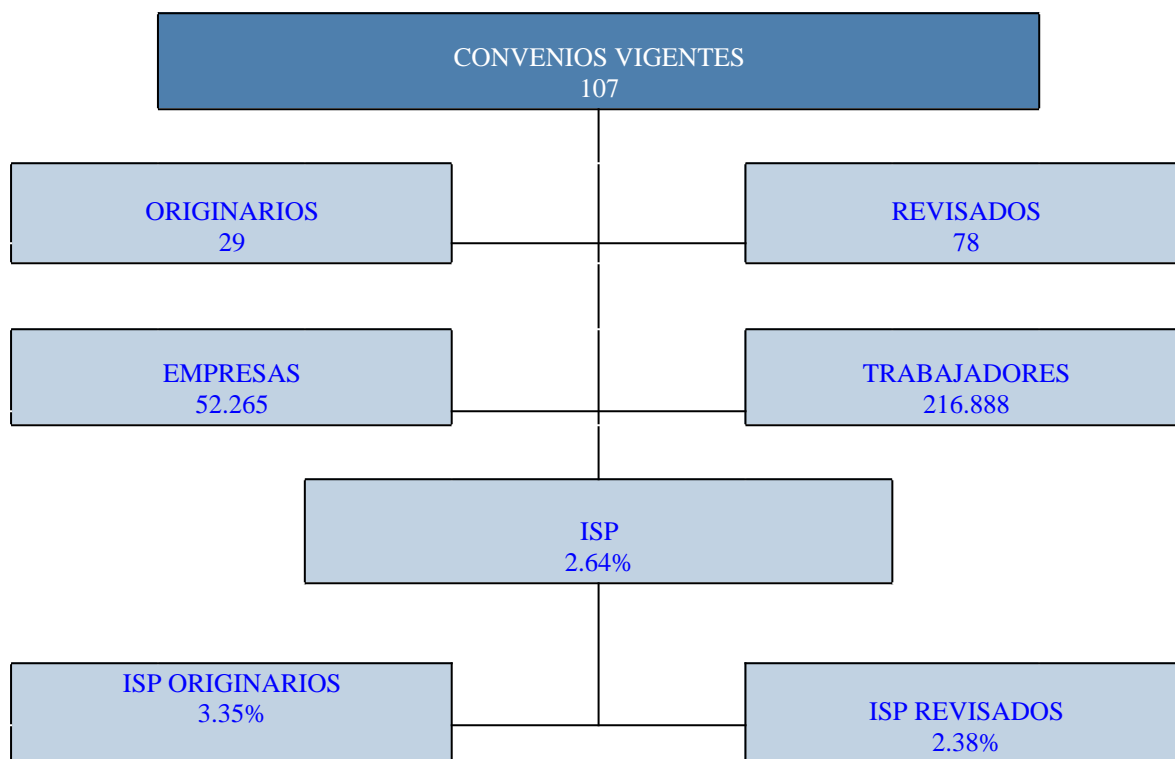 CONVENIOS VIGENTES
107
ORIGINARIOS
29
REVISADOS
78
EMPRESAS
52.265
TRABAJADORES
216.888
ISP
2.64%
ISP ORIGINARIOS
3.35%
ISP REVISADOS
2.38%